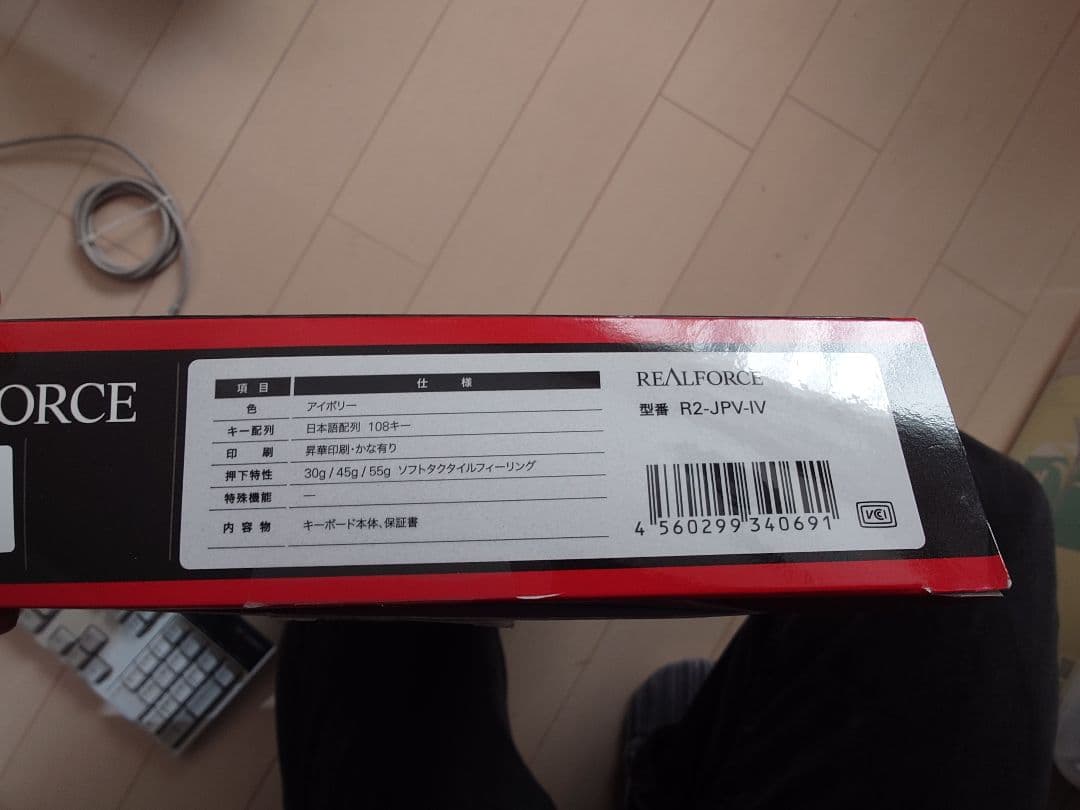 ORCE
項目 仕様
色 アイボリー
キー配列 日本語配列 108キー
印刷 昇華印刷・かな有り
押下特性 30g / 45g / 55g ソフトタクタイルフィーリング
特殊機能 ―
内容物 キーボード本体、保証書
REALFORCE
型番 R2-JPV-IV
4 560299 340691
VCI